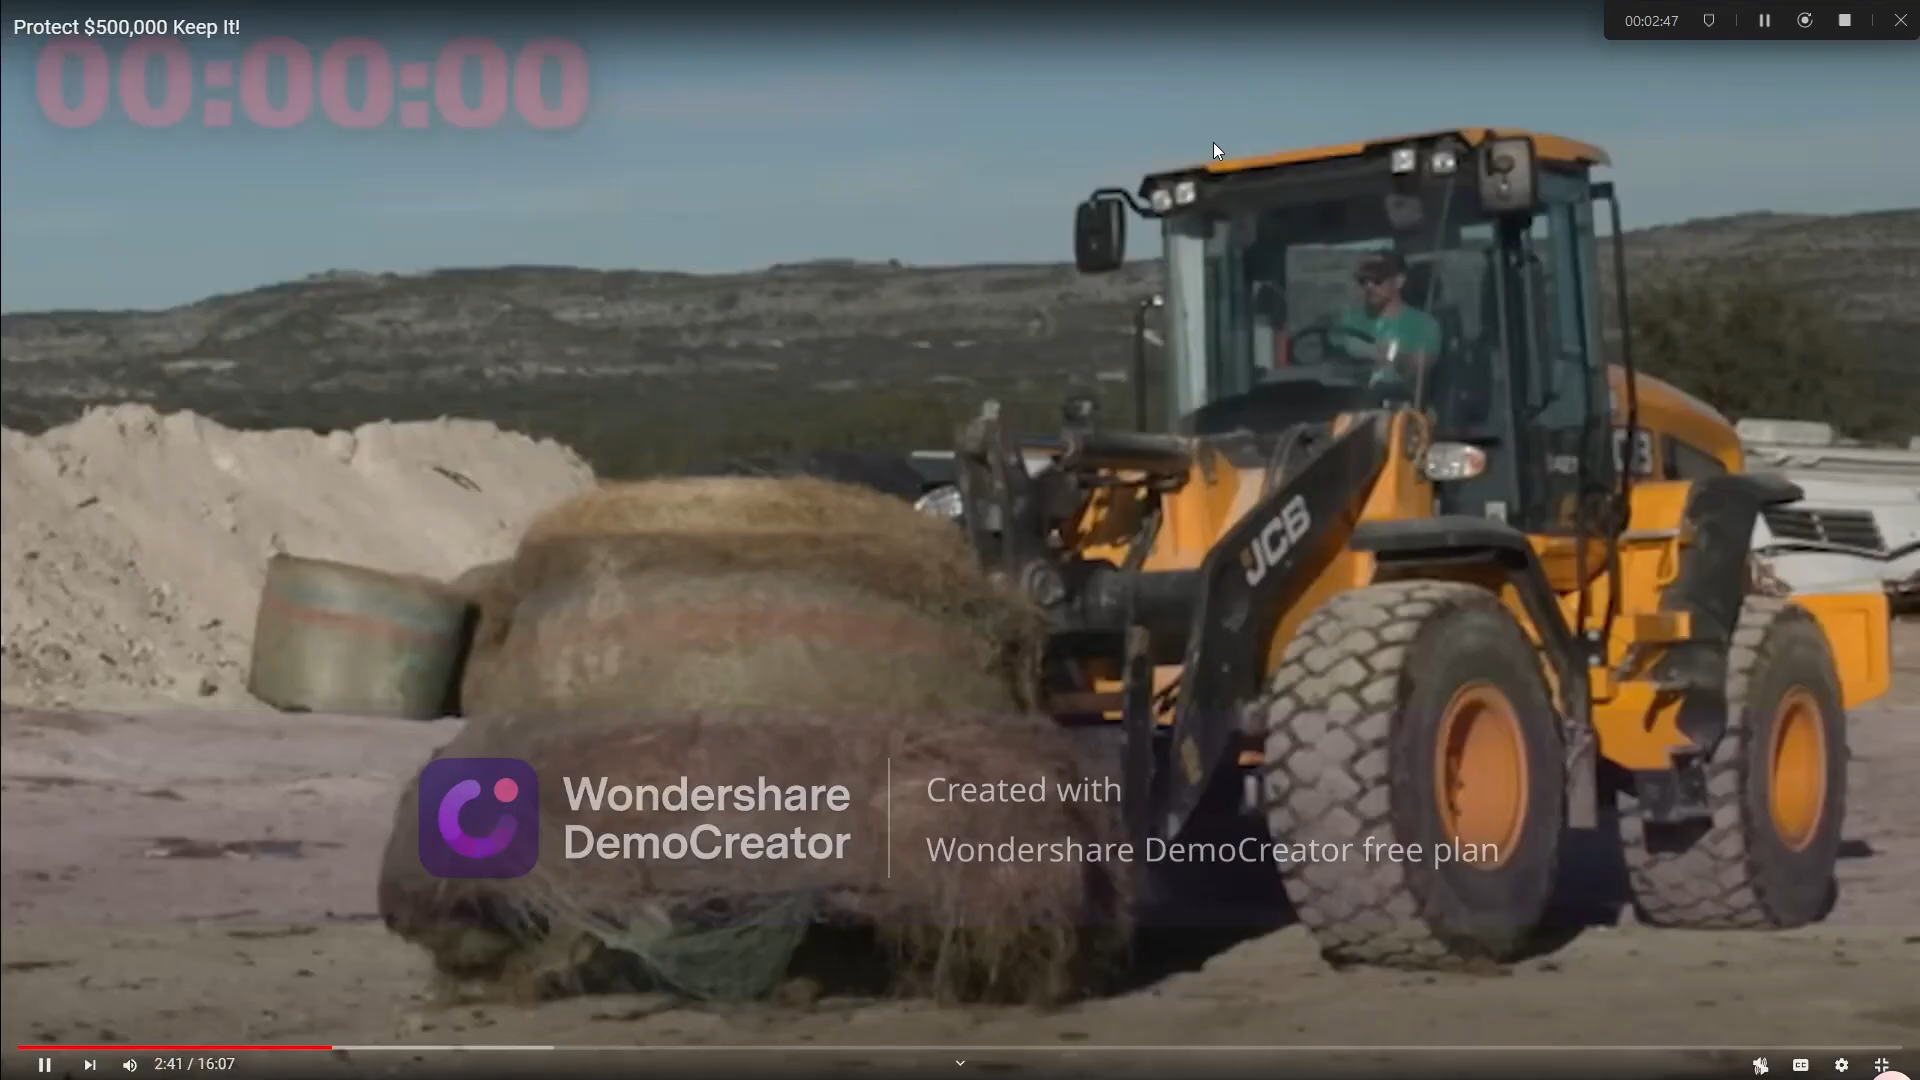 Protect $500,000 Keep It!
00:02:47
00:00:00
JCB
Wondershare
DemoCreator
Created with
Wondershare DemoCreator free plan
2:41 / 16:07
CC